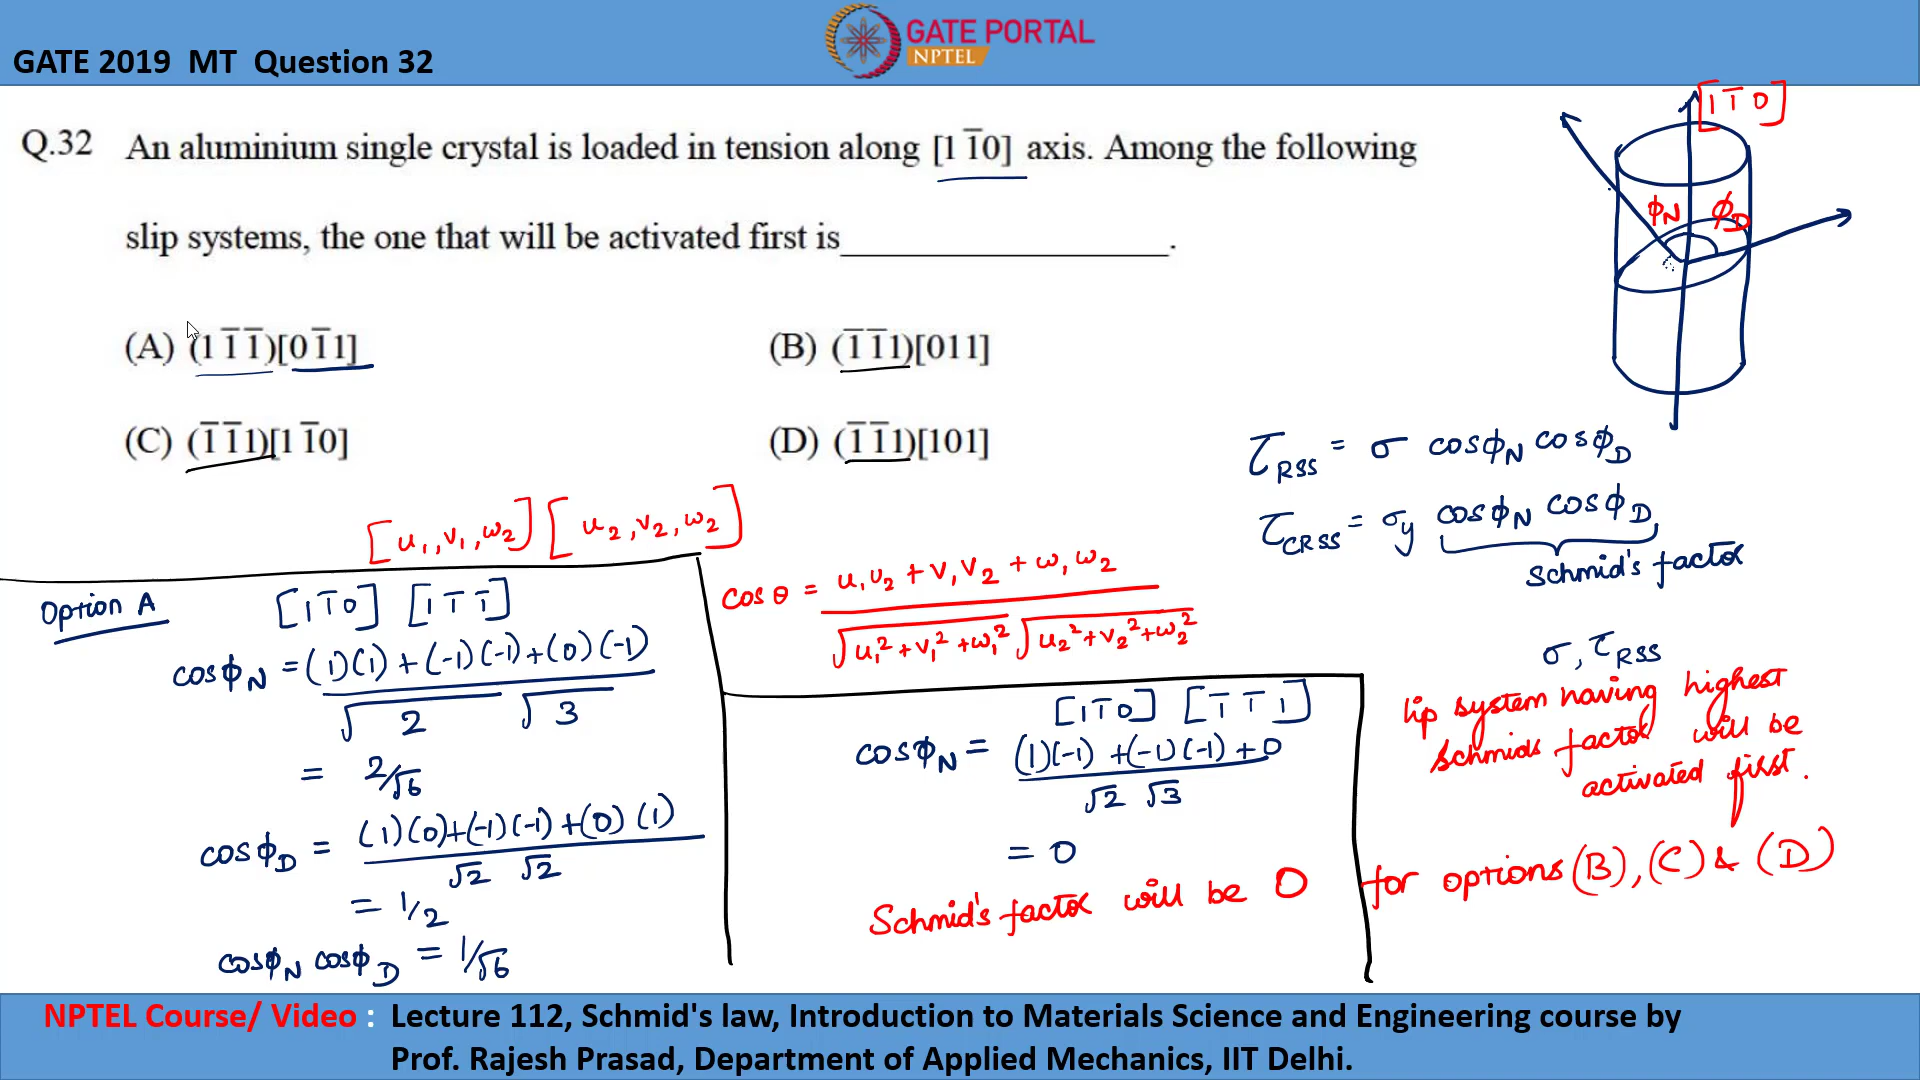 GATE 2019 MT Question 32
GATE PORTAL
NPTEL
Q.32 An aluminium single crystal is loaded in tension along [1 1̅0] axis. Among the following
slip systems, the one that will be activated first is____________________.
(A) (1 1̅ 1̅)[0 1̅ 1]
(B) (1̅ 1̅ 1)[011]
(C) (1̅ 1̅ 1)[1 1̅0]
(D) (1̅ 1̅ 1)[101]
[1 1̅ 0]
ϕN ϕD
τRSS = σ cosϕN cosϕD
τCRSS = σy cosϕN cosϕD
Schmid's factor
σ, τRSS
lip system having highest
Schmids factor will be
activated first.
[u₁,v₁,w₂] [u₂,v₂,w₂]
cosθ = u₁u₂ + v₁v₂ + w₁w₂
√u₁²+v₁²+w₁² √u₂²+v₂²+w₂²
Option A
[1 1̅ 0] [1 1̅ 1̅]
cosϕN = (1)(1) + (-1)(-1) + (0)(-1)
√2 √3
= 2/√6
cosϕD = (1)(0)+(-1)(-1)+(0)(1)
√2 √2
= 1/2
cosϕN cosϕD = 1/√6
[1 1̅ 0] [1̅ 1̅ 1]
cosϕN = (1)(-1) + (-1)(-1) + 0
√2 √3
= 0
Schmid's factor will be 0 for options (B), (C) & (D)
NPTEL Course/ Video : Lecture 112, Schmid's law, Introduction to Materials Science and Engineering course by
Prof. Rajesh Prasad, Department of Applied Mechanics, IIT Delhi.